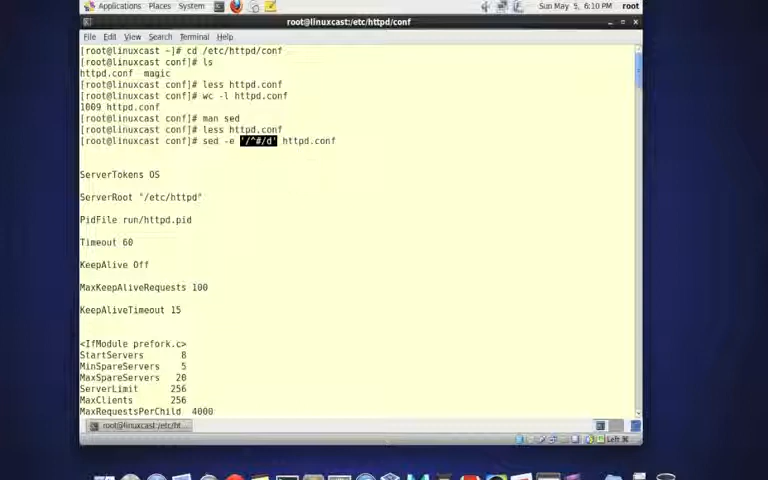 Applications Places System
Sun May 5, 6:10 PM root
root@linuxcast:/etc/httpd/conf
File Edit View Search Terminal Help
[root@linuxcast ~]# cd /etc/httpd/conf
[root@linuxcast conf]# ls
httpd.conf magic
[root@linuxcast conf]# less httpd.conf
[root@linuxcast conf]# wc -l httpd.conf
1009 httpd.conf
[root@linuxcast conf]# man sed
[root@linuxcast conf]# less httpd.conf
[root@linuxcast conf]# sed -e '/^#/d' httpd.conf
ServerTokens OS
ServerRoot "/etc/httpd"
PidFile run/httpd.pid
Timeout 60
KeepAlive Off
MaxKeepAliveRequests 100
KeepAliveTimeout 15
<IfModule prefork.c>
StartServers 8
MinSpareServers 5
MaxSpareServers 20
ServerLimit 256
MaxClients 256
MaxRequestsPerChild 4000
root@linuxcast:/etc/ht...
Left ⌘